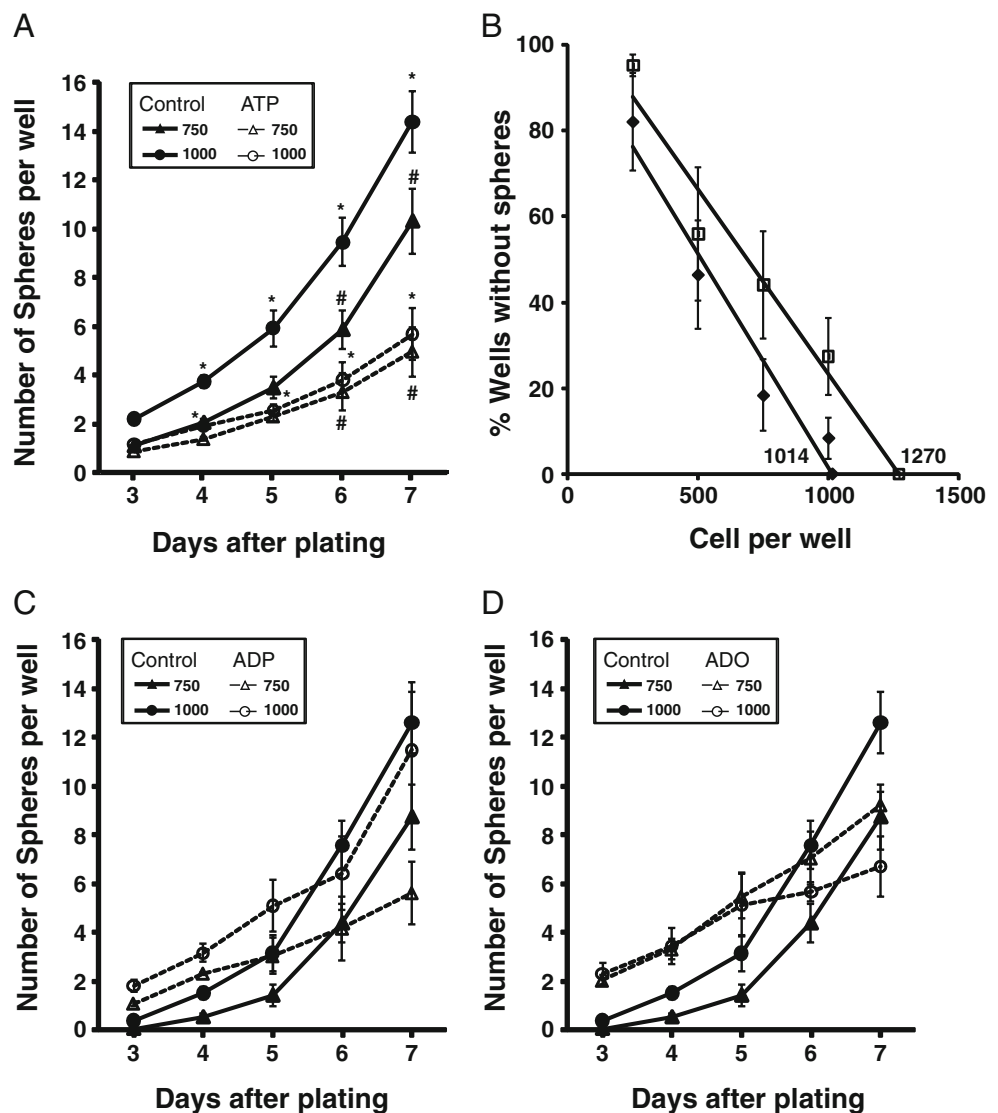 A
Number of Spheres per well
16
14
12
10
8
6
4
2
0
Control ATP
750 750
1000 1000
*
#
*
#
*
*
*
*
*
*
#
#
3 4 5 6 7
Days after plating
B
% Wells without spheres
100
80
60
40
20
0
1014 1270
0 500 1000 1500
Cell per well
C
Number of Spheres per well
16
14
12
10
8
6
4
2
0
Control ADP
750 750
1000 1000
3 4 5 6 7
Days after plating
D
Number of Spheres per well
16
14
12
10
8
6
4
2
0
Control ADO
750 750
1000 1000
3 4 5 6 7
Days after plating